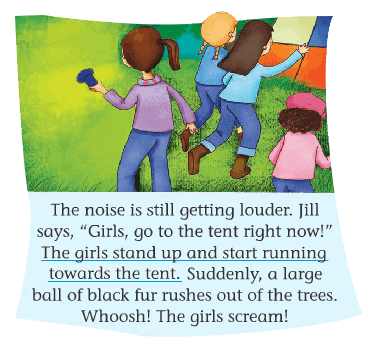 The noise is still getting louder. Jill
says, “Girls, go to the tent right now!”
The girls stand up and start running
towards the tent. Suddenly, a large
ball of black fur rushes out of the trees.
Whoosh! The girls scream!